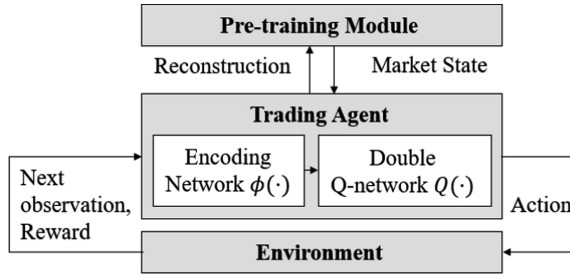 Pre-training Module
Reconstruction
Market State
Trading Agent
Encoding
Network ϕ(·)
Double
Q-network Q(·)
Next
observation,
Reward
Action
Environment